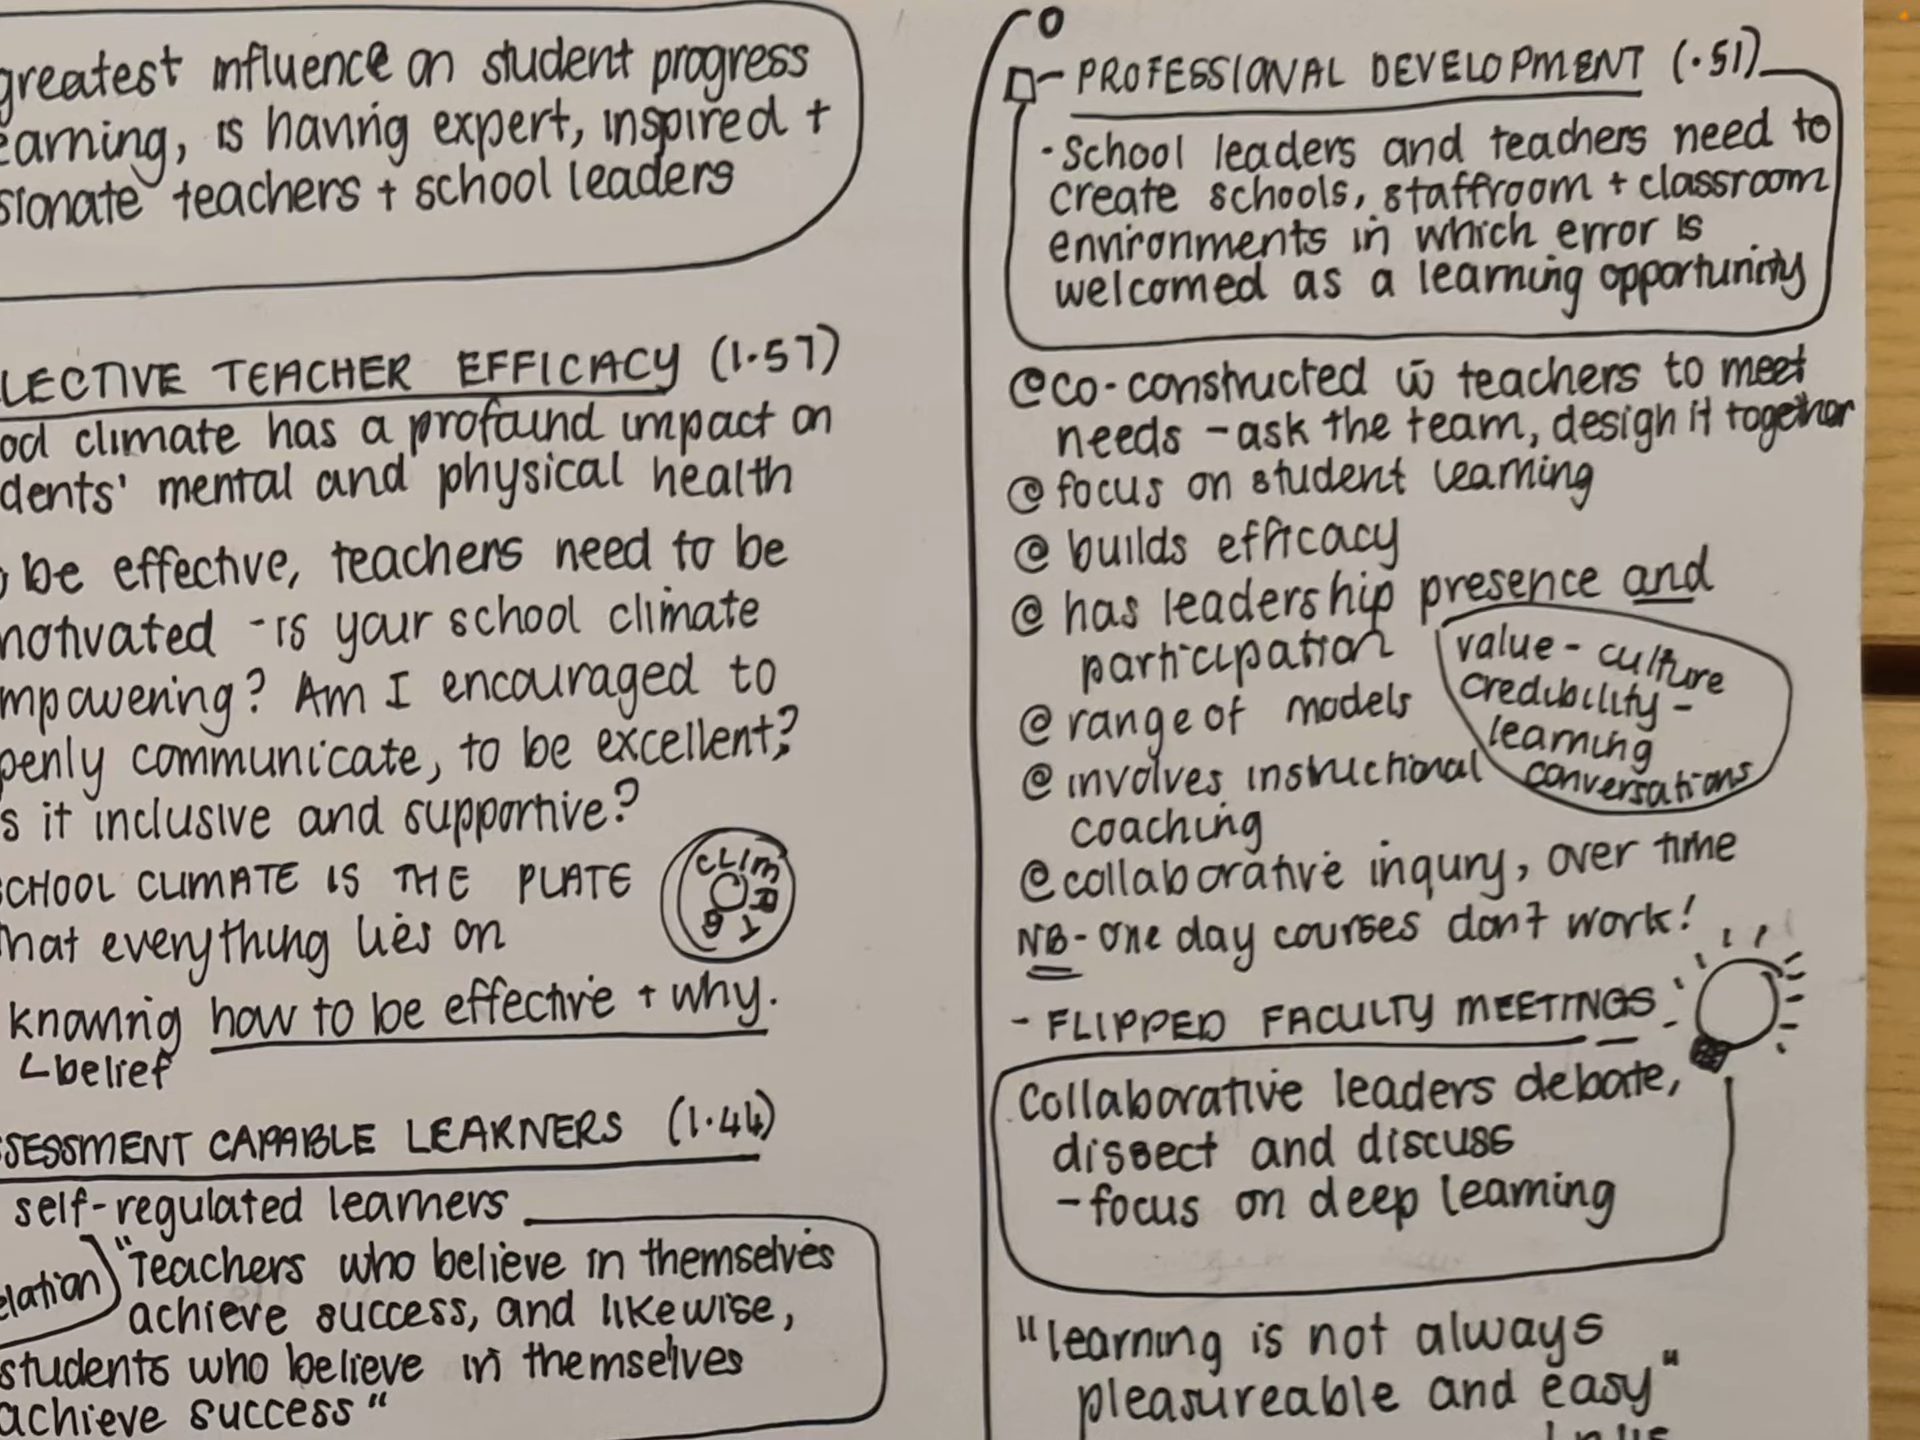 greatest influence on student progress
earning, is having expert, inspired +
sionate teachers + school leaders
LECTIVE TEACHER EFFICACY (1.57)
ool climate has a profound impact on
dents' mental and physical health
be effective, teachers need to be
notivated - is your school climate
mpowering? Am I encouraged to
penly communicate, to be excellent?
s it inclusive and supportive?
SCHOOL CLIMATE IS THE PLATE
hat everything lies on
CLIMATE
knowing how to be effective + why.
belief
SESSMENT CAPABLE LEARNERS (1.44)
self-regulated learners
elation) "Teachers who believe in themselves
achieve success, and likewise,
students who believe in themselves
achieve success"
- PROFESSIONAL DEVELOPMENT (.51)
• School leaders and teachers need to
create schools, staffroom + classroom
environments in which error is
welcomed as a learning opportunity
@ co-constructed w̄ teachers to meet
needs - ask the team, design it together
@ focus on student learning
@ builds efficacy
@ has leadership presence and
participation
value - culture
credibility -
learning
conversations
@ range of models
@ involves instructional
coaching
@ collaborative inqury, over time
NB - one day courses don't work!
- FLIPPED FACULTY MEETINGS
Collaborative leaders debate,
dissect and discuss
- focus on deep learning
"learning is not always
pleasureable and easy"